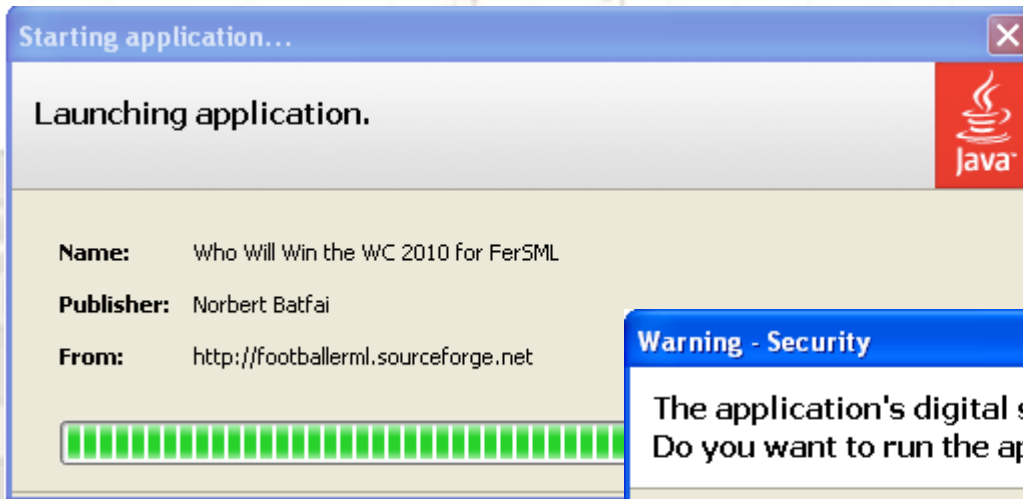 Starting application...
Launching application.
Java
Name: Who Will Win the WC 2010 for FerSML
Publisher: Norbert Batfai
From: http://footballerml.sourceforge.net
Warning - Security
The application's digital
Do you want to run the